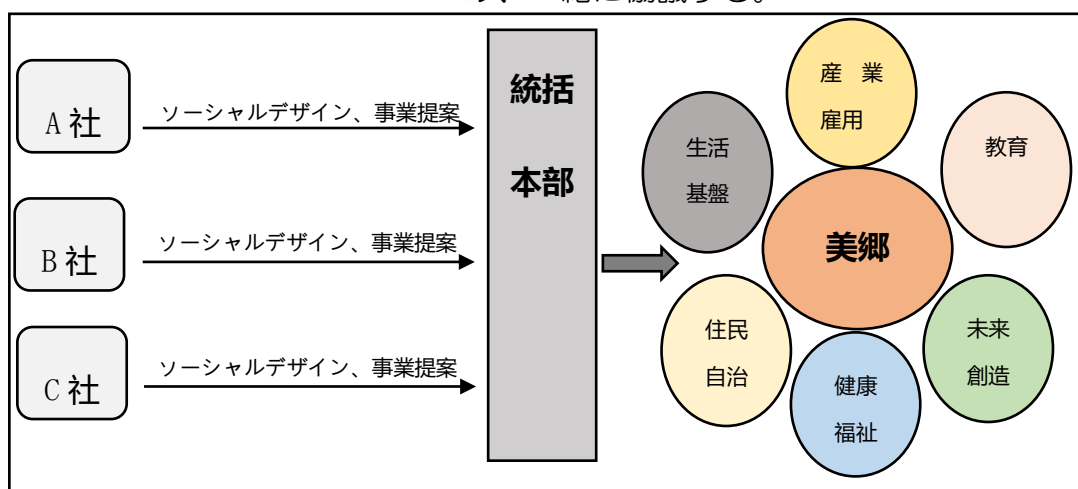 A 社
ソーシャルデザイン、事業提案
B 社
ソーシャルデザイン、事業提案
C 社
ソーシャルデザイン、事業提案
統括
本部
産 業
雇用
生活
基盤
教育
美郷
住民
自治
未来
創造
健康
福祉